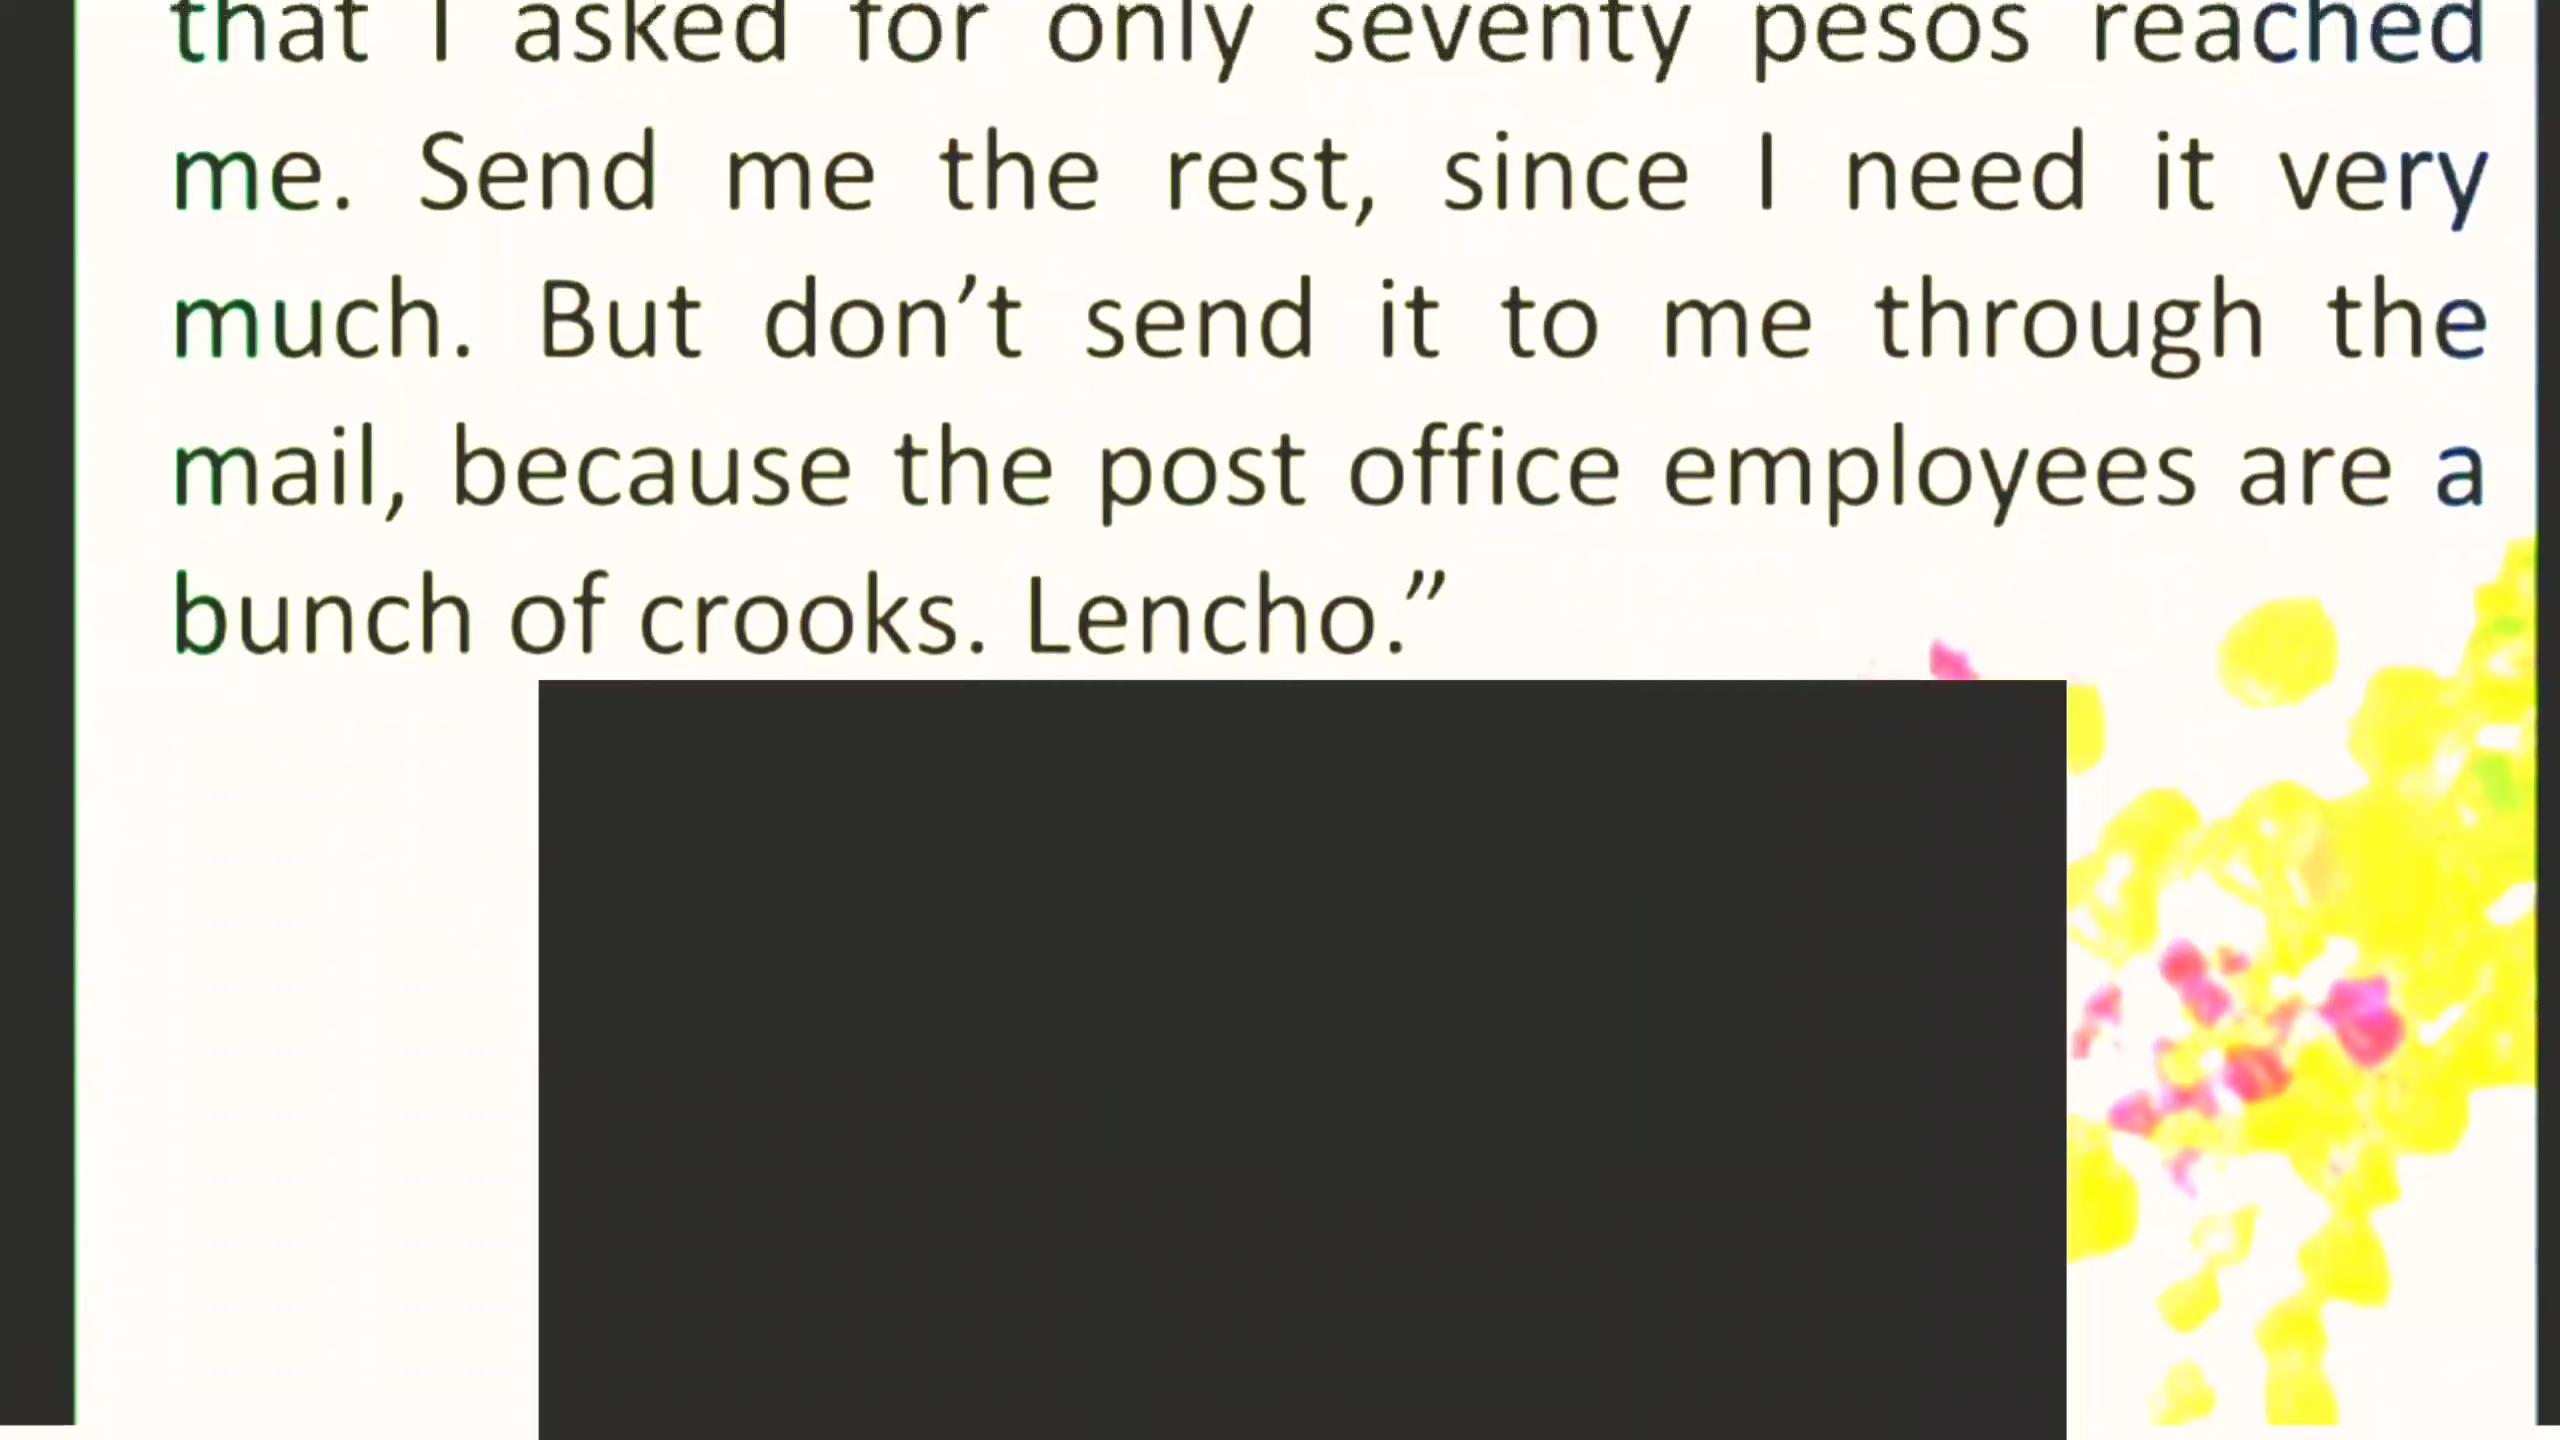 that I asked for only seventy pesos reached
me. Send me the rest, since I need it very
much. But don’t send it to me through the
mail, because the post office employees are a
bunch of crooks. Lencho.”